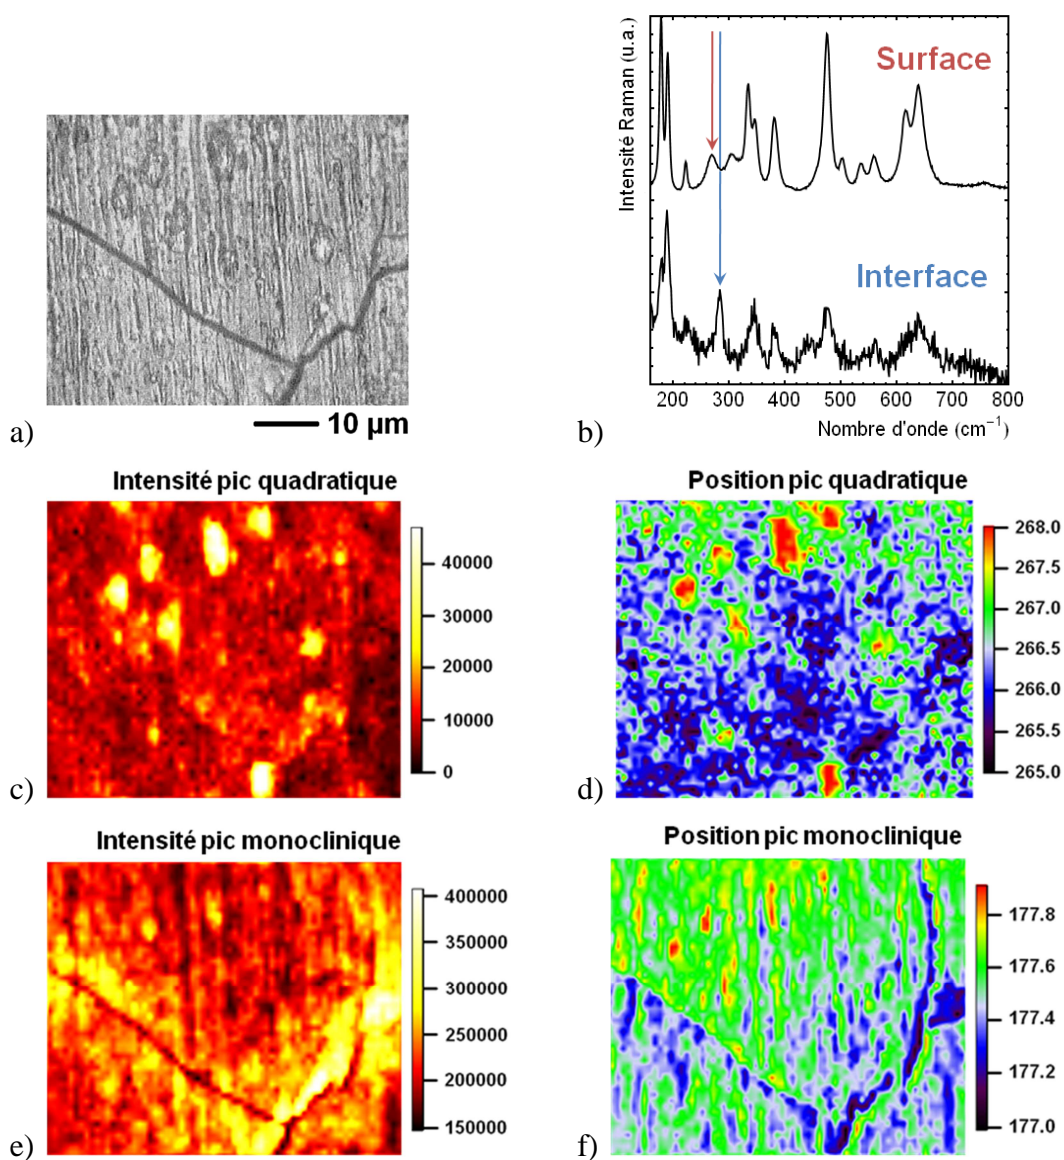 Intensité Raman (u.a.)
Surface
Interface
200 300 400 500 600 700 800
Nombre d'onde (cm⁻¹)
10 µm
a)
b)
Intensité pic quadratique
40000
30000
20000
10000
0
c)
Position pic quadratique
268.0
267.5
267.0
266.5
266.0
265.5
265.0
d)
Intensité pic monoclinique
400000
350000
300000
250000
200000
150000
e)
Position pic monoclinique
177.8
177.6
177.4
177.2
177.0
f)